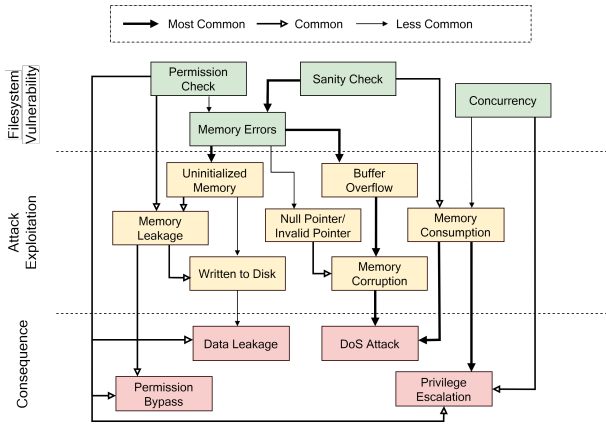 Most Common
Common
Less Common
Filesystem
Vulnerability
Permission
Check
Sanity Check
Concurrency
Memory Errors
Attack
Exploitation
Uninitialized
Memory
Buffer
Overflow
Memory
Leakage
Null Pointer/
Invalid Pointer
Memory
Consumption
Written to Disk
Memory
Corruption
Consequence
Data Leakage
DoS Attack
Permission
Bypass
Privilege
Escalation